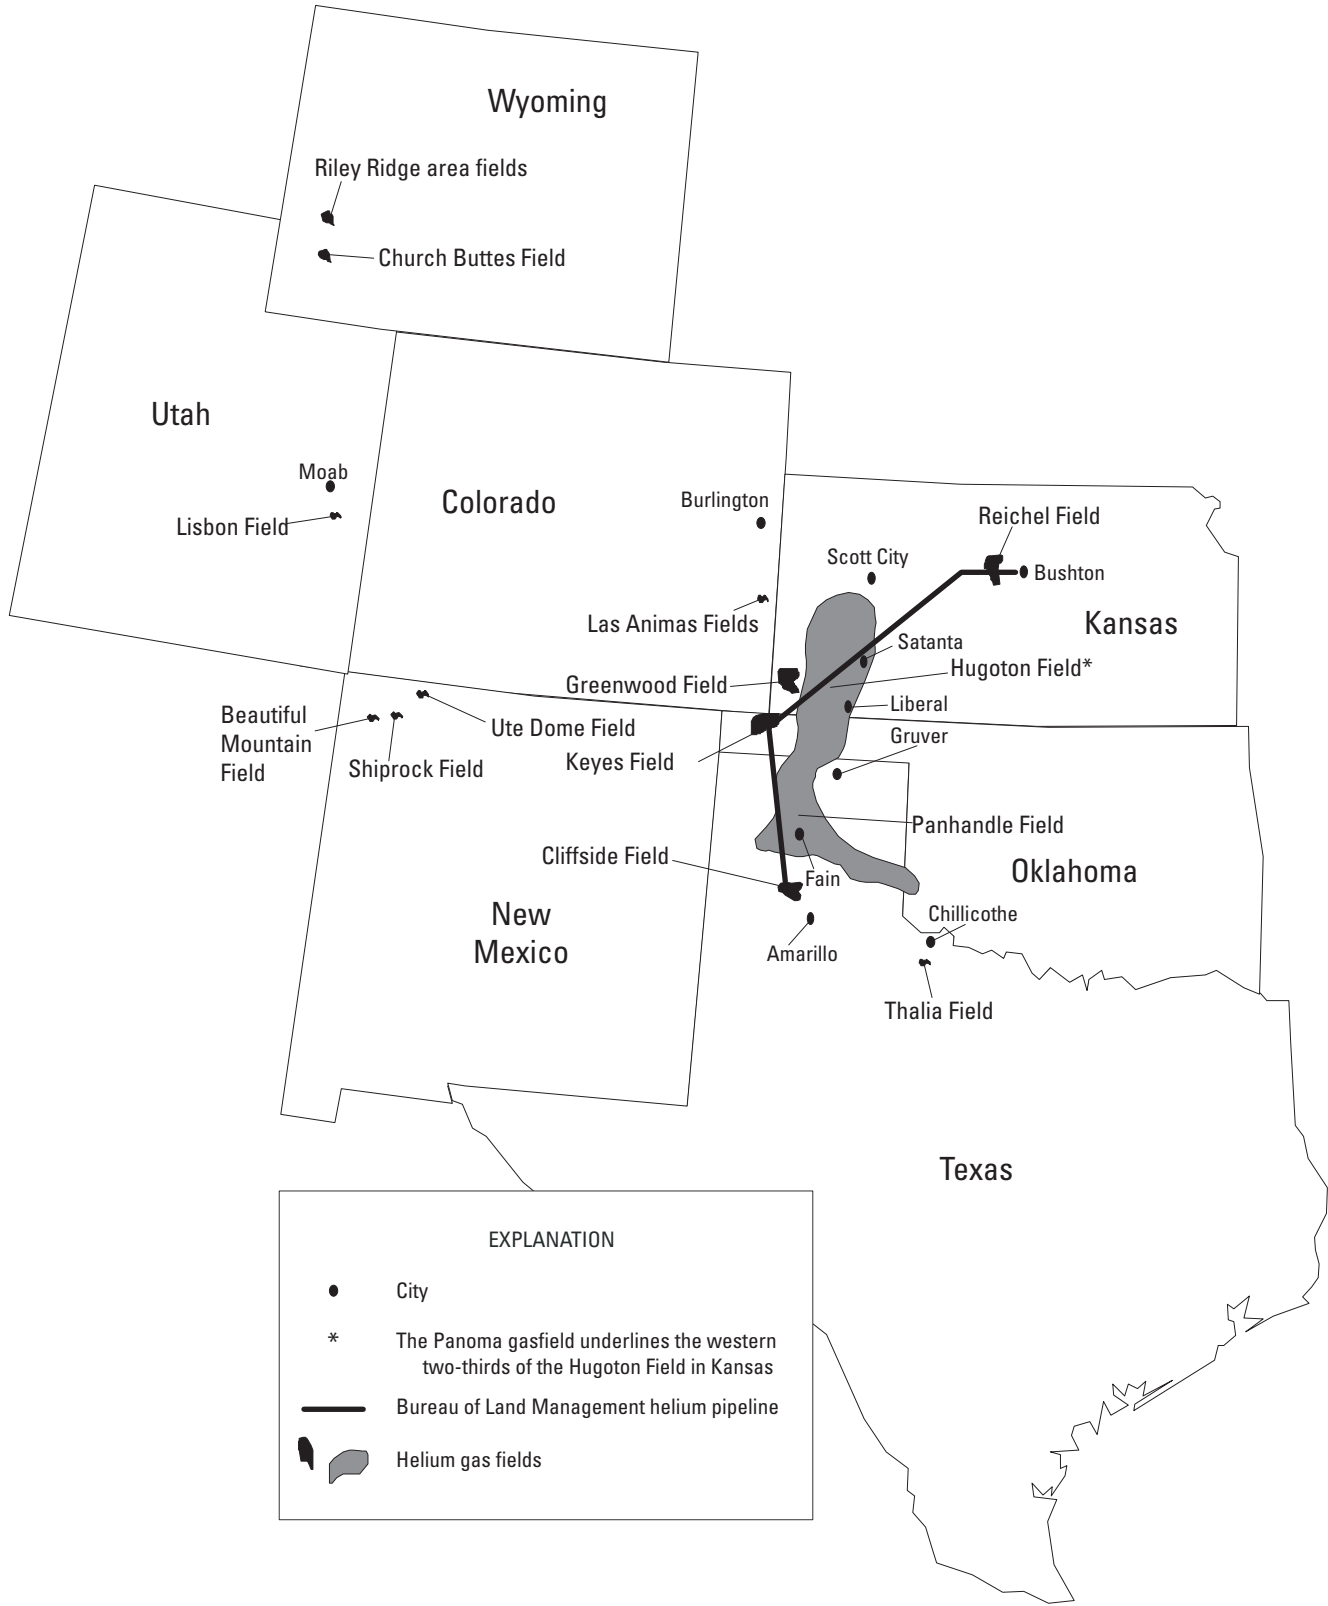 Wyoming
Riley Ridge area fields
Church Buttes Field
Utah
Moab
Lisbon Field
Colorado
Burlington
Las Animas Fields
Greenwood Field
Scott City
Reichel Field
Bushton
Kansas
Satanta
Hugoton Field*
Liberal
Gruver
Beautiful
Mountain
Field
Shiprock Field
Ute Dome Field
Keyes Field
Panhandle Field
Cliffside Field
Fain
Oklahoma
New
Mexico
Amarillo
Chillicothe
Thalia Field
Texas
EXPLANATION
City
* The Panoma gasfield underlines the western
two-thirds of the Hugoton Field in Kansas
Bureau of Land Management helium pipeline
Helium gas fields